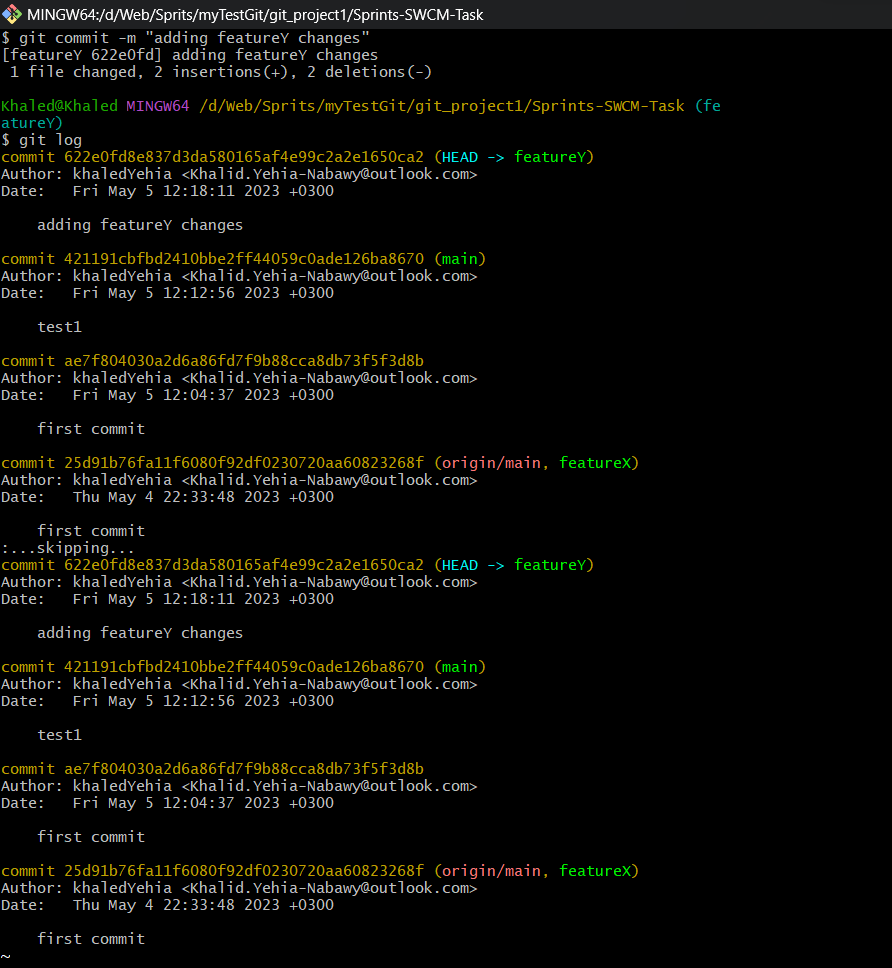 MINGW64:/d/Web/Sprits/myTestGit/git_project1/Sprints-SWCM-Task
$ git commit -m "adding featureY changes"
[featureY 622e0fd] adding featureY changes
 1 file changed, 2 insertions(+), 2 deletions(-)

Khaled@Khaled MINGW64 /d/Web/Sprits/myTestGit/git_project1/Sprints-SWCM-Task (fe
atureY)
$ git log
commit 622e0fd8e837d3da580165af4e99c2a2e1650ca2 (HEAD -> featureY)
Author: khaledYehia <Khalid.Yehia-Nabawy@outlook.com>
Date:   Fri May 5 12:18:11 2023 +0300

    adding featureY changes

commit 421191cbfbd2410bbe2ff44059c0ade126ba8670 (main)
Author: khaledYehia <Khalid.Yehia-Nabawy@outlook.com>
Date:   Fri May 5 12:12:56 2023 +0300

    test1

commit ae7f804030a2d6a86fd7f9b88cca8db73f5f3d8b
Author: khaledYehia <Khalid.Yehia-Nabawy@outlook.com>
Date:   Fri May 5 12:04:37 2023 +0300

    first commit

commit 25d91b76fa11f6080f92df0230720aa60823268f (origin/main, featureX)
Author: khaledYehia <Khalid.Yehia-Nabawy@outlook.com>
Date:   Thu May 4 22:33:48 2023 +0300

    first commit
:...skipping...
commit 622e0fd8e837d3da580165af4e99c2a2e1650ca2 (HEAD -> featureY)
Author: khaledYehia <Khalid.Yehia-Nabawy@outlook.com>
Date:   Fri May 5 12:18:11 2023 +0300

    adding featureY changes

commit 421191cbfbd2410bbe2ff44059c0ade126ba8670 (main)
Author: khaledYehia <Khalid.Yehia-Nabawy@outlook.com>
Date:   Fri May 5 12:12:56 2023 +0300

    test1

commit ae7f804030a2d6a86fd7f9b88cca8db73f5f3d8b
Author: khaledYehia <Khalid.Yehia-Nabawy@outlook.com>
Date:   Fri May 5 12:04:37 2023 +0300

    first commit

commit 25d91b76fa11f6080f92df0230720aa60823268f (origin/main, featureX)
Author: khaledYehia <Khalid.Yehia-Nabawy@outlook.com>
Date:   Thu May 4 22:33:48 2023 +0300

    first commit
~